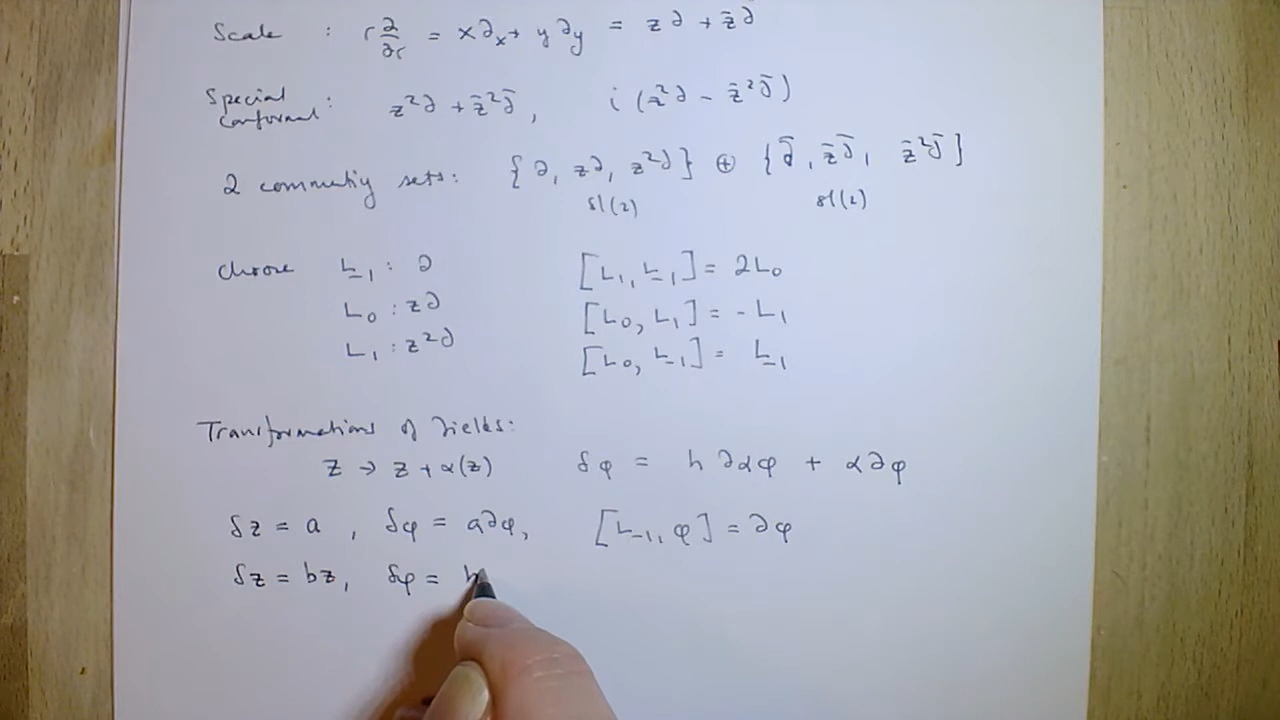 Scale : r ∂/∂r = x∂x + y∂y = z∂ + z̄∂
Special conformal: z²∂ + z̄²∂̄, i(z²∂ - z̄²∂̄)
2 commuting sets: {∂, z∂, z²∂} ⊕ {∂̄, z̄∂̄, z̄²∂̄}
sl(2) sl(2)
Choose L₋₁ : ∂ [L₁, L₋₁] = 2L₀
L₀ : z∂ [L₀, L₁] = -L₁
L₁ : z²∂ [L₀, L₋₁] = L₋₁
Transformations of fields:
z → z + α(z) δφ = h ∂αφ + α∂φ
δz = a, δφ = a∂φ, [L₋₁, φ] = ∂φ
δz = bz, δφ = h